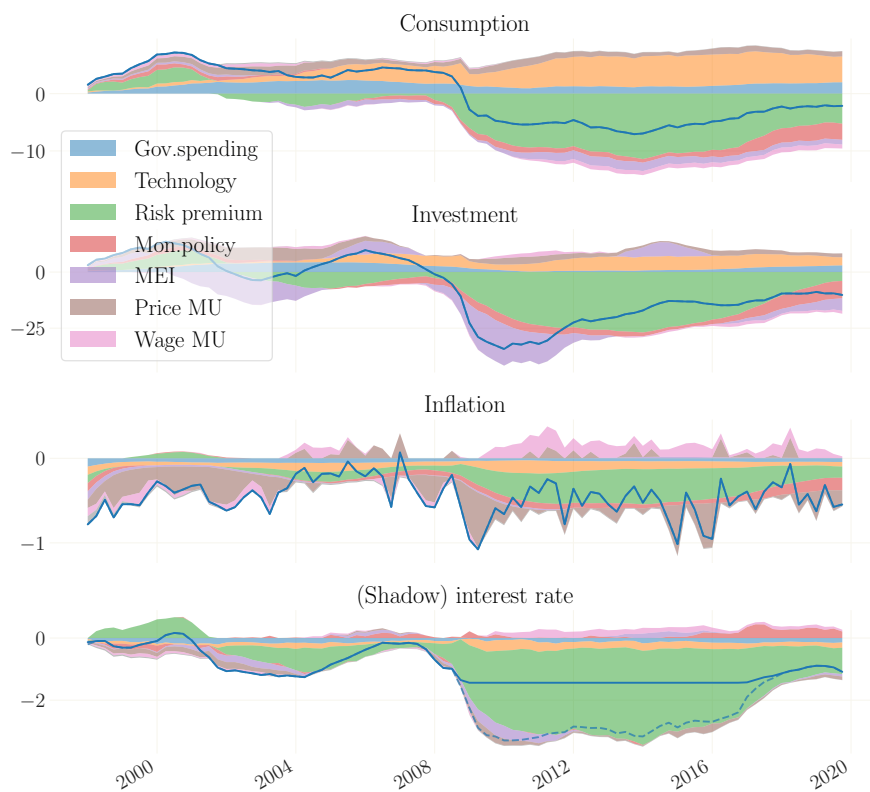 Consumption
0
−10
Gov.spending
Technology
Risk premium
Mon.policy
MEI
Price MU
Wage MU
Investment
0
−25
Inflation
0
−1
(Shadow) interest rate
0
−2
2000 2004 2008 2012 2016 2020